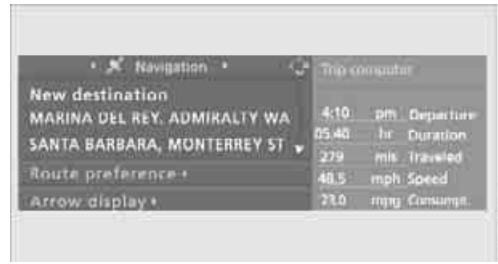 Navigation
New destination
MARINA DEL REY, ADMIRALTY WA
SANTA BARBARA, MONTERREY ST
Route preference
Arrow display
Trip computer
4:10 pm Departure
05.40 hr Duration
279 mls Traveled
48.5 mph Speed
23.0 mpg Consumpt.